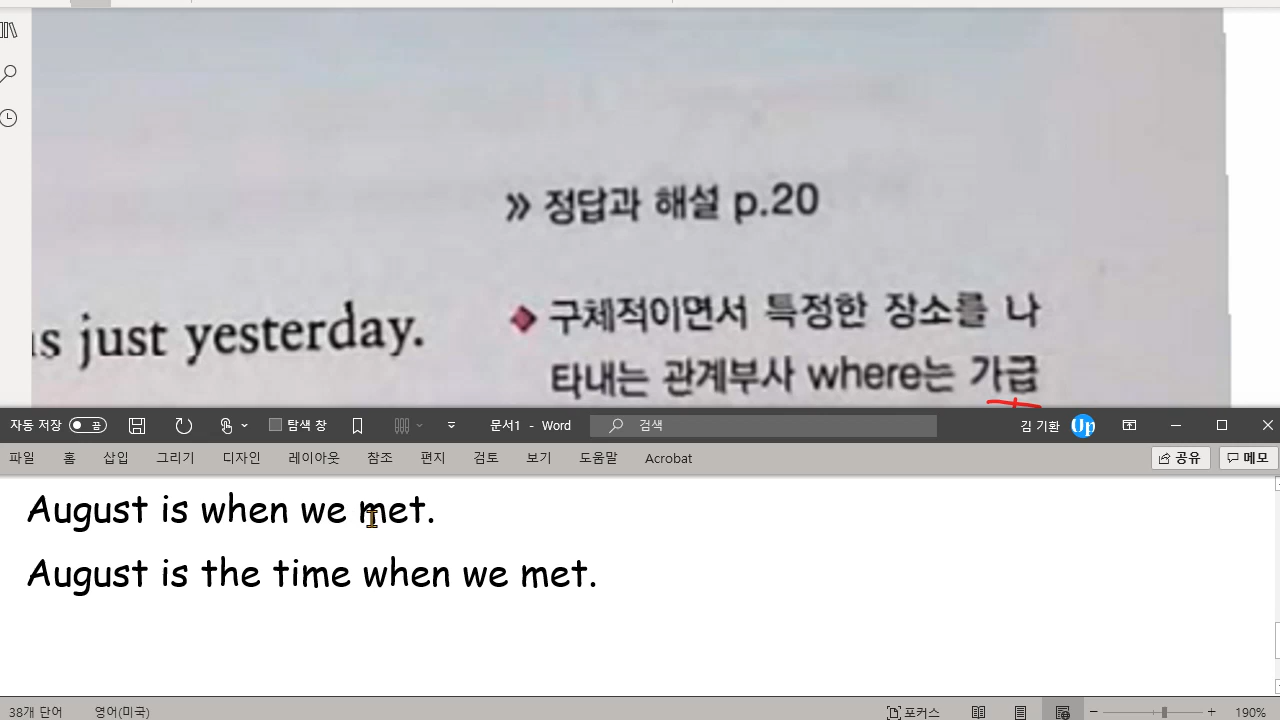 » 정답과 해설 p.20
◆ 구체적이면서 특정한 장소를 나
just yesterday.
타내는 관계부사 where는 가급
자동 저장 끔 탐색 창 문서1 - Word 검색 김 기환 Up
파일 홈 삽입 그리기 디자인 레이아웃 참조 편지 검토 보기 도움말 Acrobat 공유 메모
August is when we met.
August is the time when we met.
38개 단어 영어(미국) 포커스 190%